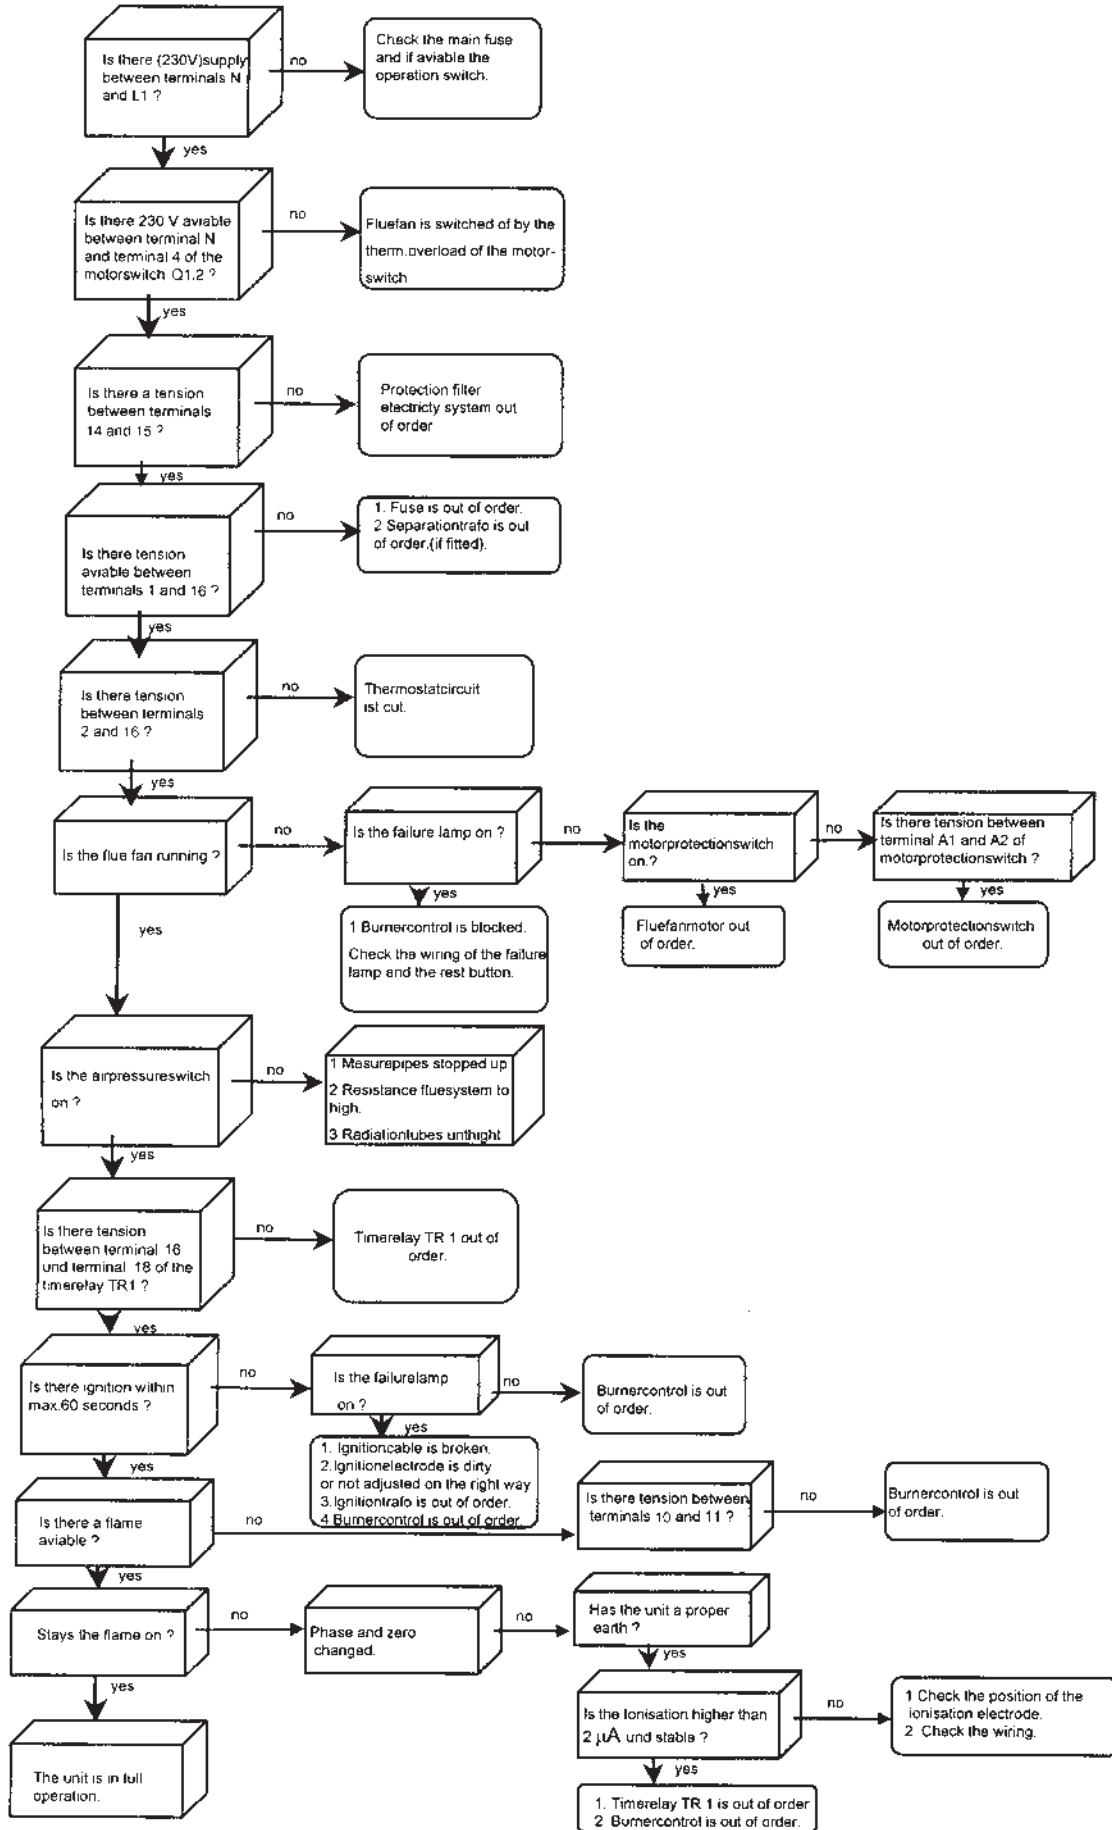 Is there (230V)supply
between terminals N
and L1 ?
no
Check the main fuse
and if aviable the
operation switch.
yes
Is there 230 V aviable
between terminal N
and terminal 4 of the
motorswitch Q1.2 ?
no
Fluefan is switched of by the
therm.overload of the motor-
switch
yes
Is there a tension
between terminals
14 and 15 ?
no
Protection filter
electricty system out
of order
yes
Is there tension
aviable between
terminals 1 and 16 ?
no
1. Fuse is out of order.
2 Separationtrafo is out
of order,(if fitted).
yes
Is there tension
between terminals
2 and 16 ?
no
Thermostatcircuit
ist cut.
yes
Is the flue fan running ?
no
Is the failure lamp on ?
no
Is the
motorprotectionswitch
on.?
no
Is there tension between
terminal A1 and A2 of
motorprotectionswitch ?
yes
1 Burnercontrol is blocked.
Check the wiring of the failure
lamp and the rest button.
yes
Fluefanmotor out
of order.
yes
Motorprotectionswitch
out of order.
yes
Is the airpressureswitch
on ?
no
1 Mesurepipes stopped up
2 Resistance fluesystem to
high.
3 Radiationtubes unthight
yes
Is there tension
between terminal 16
und terminal 18 of the
timerelay TR1 ?
no
Timerelay TR 1 out of
order.
yes
Is there ignition within
max.60 seconds ?
no
Is the failurelamp
on ?
no
Burnercontrol is out
of order.
yes
1. Ignitioncable is broken.
2.Ignitionelectrode is dirty
or not adjusted on the right way
3.Ignitiontrafo is out of order.
4 Burnercontrol is out of order.
yes
Is there a flame
aviable ?
no
Is there tension between
terminals 10 and 11 ?
no
Burnercontrol is out
of order.
yes
Stays the flame on ?
no
Phase and zero
changed.
no
Has the unit a proper
earth ?
yes
Is the Ionisation higher than
2 µA und stable ?
no
1 Check the position of the
ionisation electrode.
2 Check the wiring.
yes
1. Timerelay TR 1 is out of order
2 Burnercontrol is out of order.
yes
The unit is in full
operation.